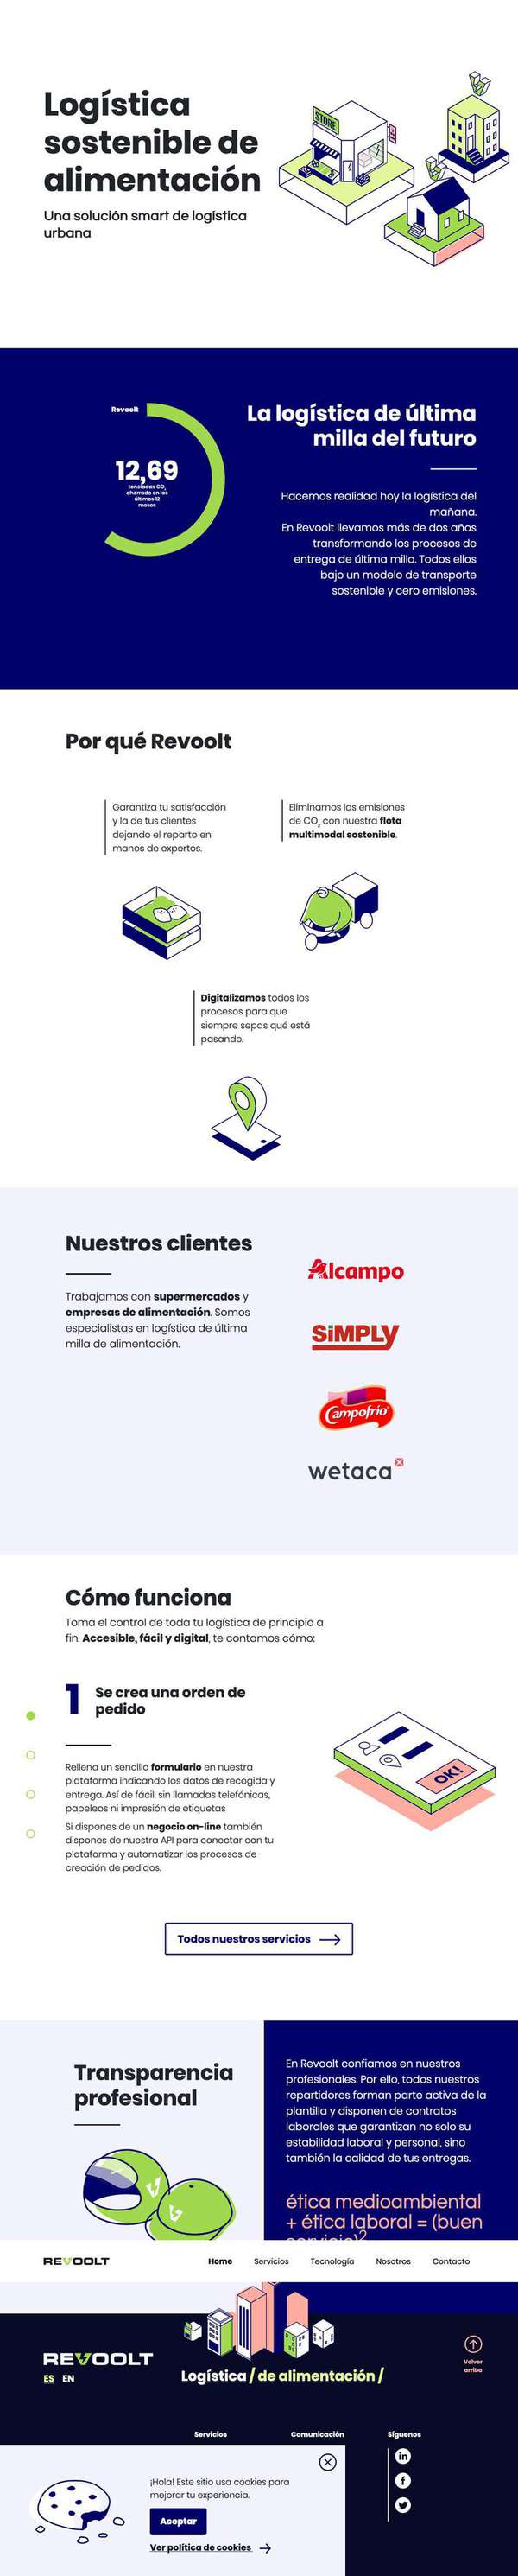 Logística
sostenible de
alimentación
Una solución smart de logística
urbana
STORE
Revoolt
12,69
toneladas CO2
ahorrado en los
últimos 12
meses
La logística de última
milla del futuro
Hacemos realidad hoy la logística del
mañana.
En Revoolt llevamos más de dos años
transformando los procesos de
entrega de última milla. Todos ellos
bajo un modelo de transporte
sostenible y cero emisiones.
Por qué Revoolt
Garantiza tu satisfacción
y la de tus clientes
dejando el reparto en
manos de expertos.
Eliminamos las emisiones
de CO2 con nuestra flota
multimodal sostenible.
Digitalizamos todos los
procesos para que
siempre sepas qué está
pasando.
Nuestros clientes
Trabajamos con supermercados y
empresas de alimentación. Somos
especialistas en logística de última
milla de alimentación.
Alcampo
SiMPLY
Campofrío
wetaca
Cómo funciona
Toma el control de toda tu logística de principio a
fin. Accesible, fácil y digital, te contamos cómo:
1 Se crea una orden de
pedido
Rellena un sencillo formulario en nuestra
plataforma indicando los datos de recogida y
entrega. Así de fácil, sin llamadas telefónicas,
papeleos ni impresión de etiquetas
Si dispones de un negocio on-line también
dispones de nuestra API para conectar con tu
plataforma y automatizar los procesos de
creación de pedidos.
OK!
Todos nuestros servicios
Transparencia
profesional
En Revoolt confiamos en nuestros
profesionales. Por ello, todos nuestros
repartidores forman parte activa de la
plantilla y disponen de contratos
laborales que garantizan no solo su
estabilidad laboral y personal, sino
también la calidad de tus entregas.
ética medioambiental
+ ética laboral = (buen
servicio)2
REVOOLT
Home Servicios Tecnología Nosotros Contacto
REVOOLT
ES EN
Logística / de alimentación /
Volver
arriba
Servicios Comunicación Síguenos
¡Hola! Este sitio usa cookies para
mejorar tu experiencia.
Aceptar
Ver política de cookies